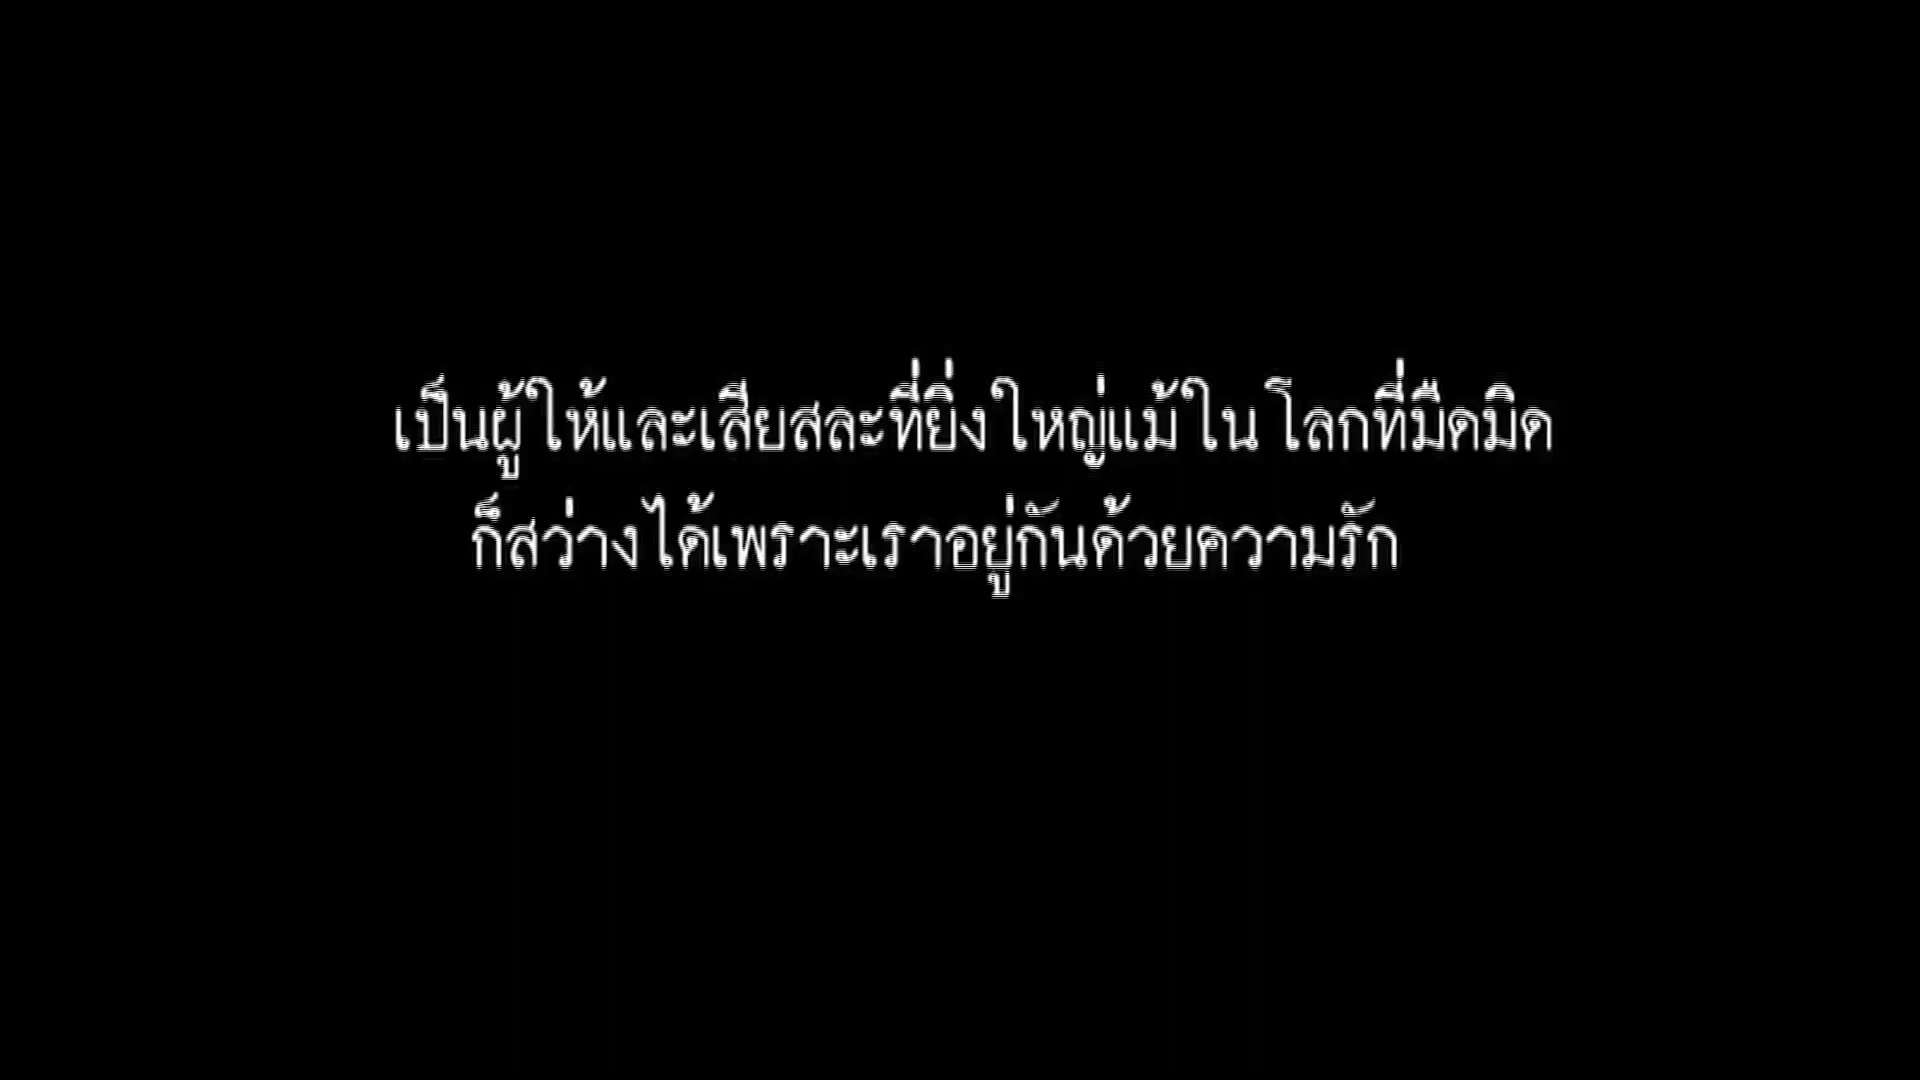 เป็นผู้ให้และเสียสละที่ยิ่งใหญ่แม้ในโลกที่มืดมิด
ก็สว่างได้เพราะเราอยู่กันด้วยความรัก